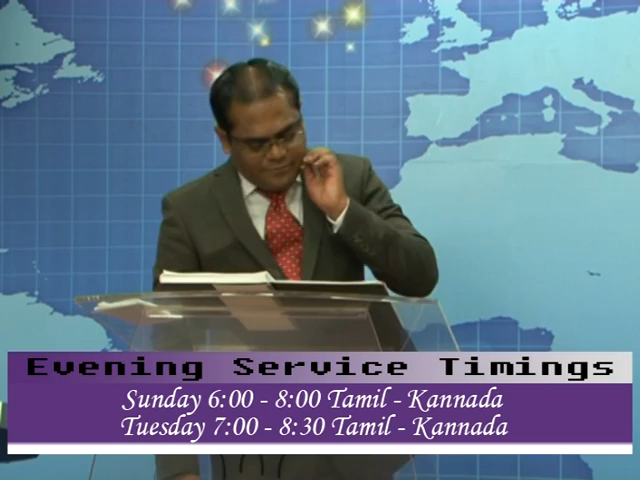 Evening Service Timings
Sunday 6:00 - 8:00 Tamil - Kannada
Tuesday 7:00 - 8:30 Tamil - Kannada